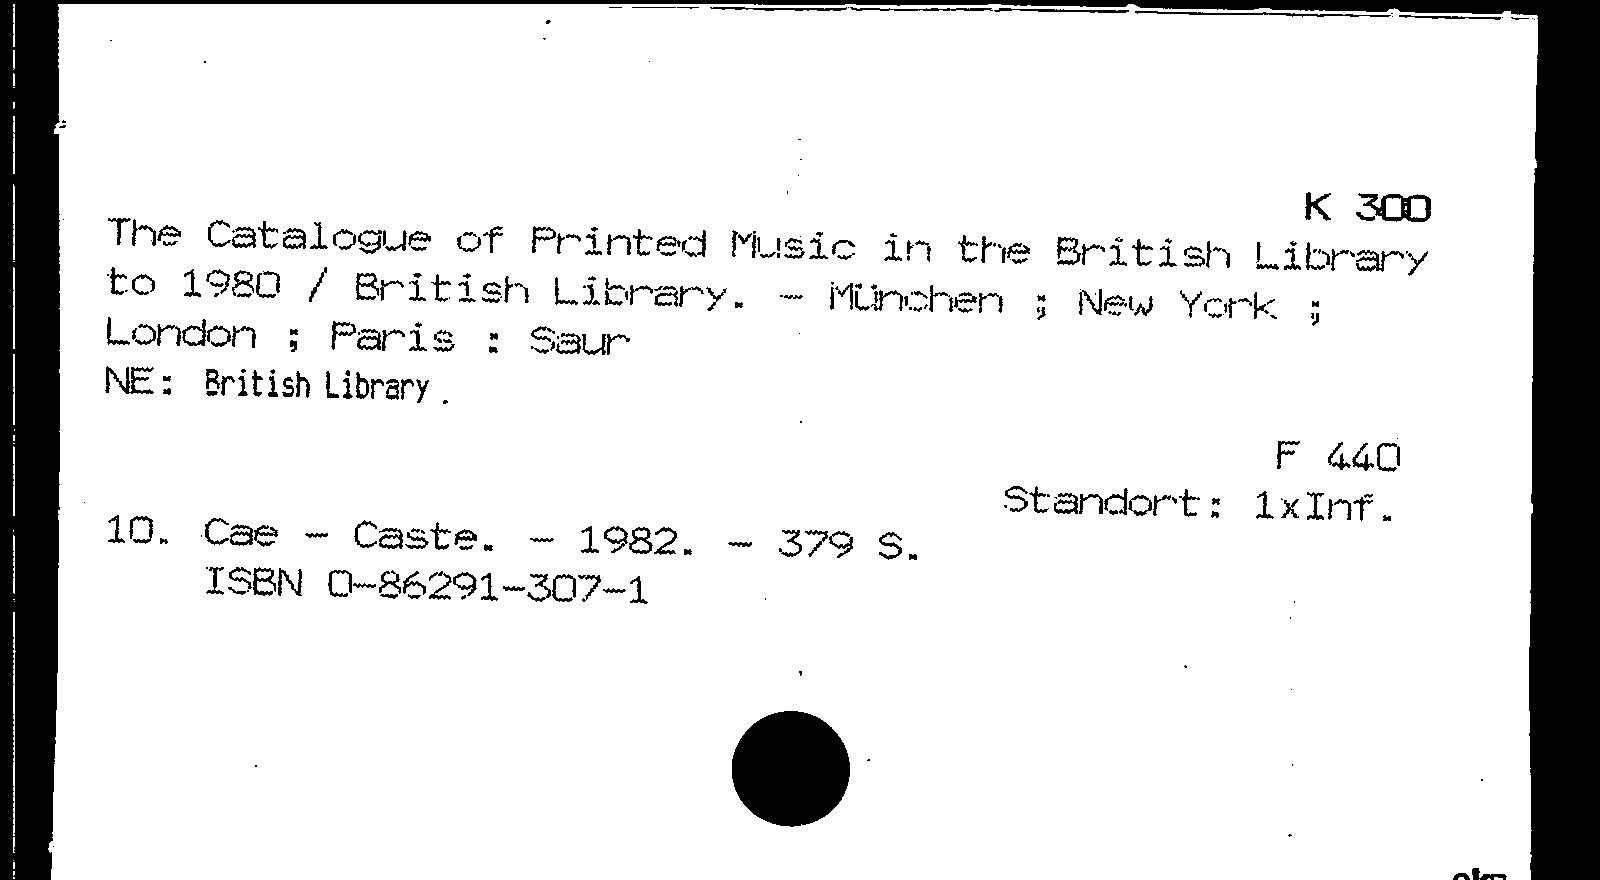 K 300
The Catalogue of Printed Music in the British Library
to 1980 / British Library. - München ; New York ;
London ; Paris : Saur
NE: British Library .
F 440
Standort: 1xInf.
10. Cae - Caste. - 1982. - 379 S.
ISBN 0-86291-307-1